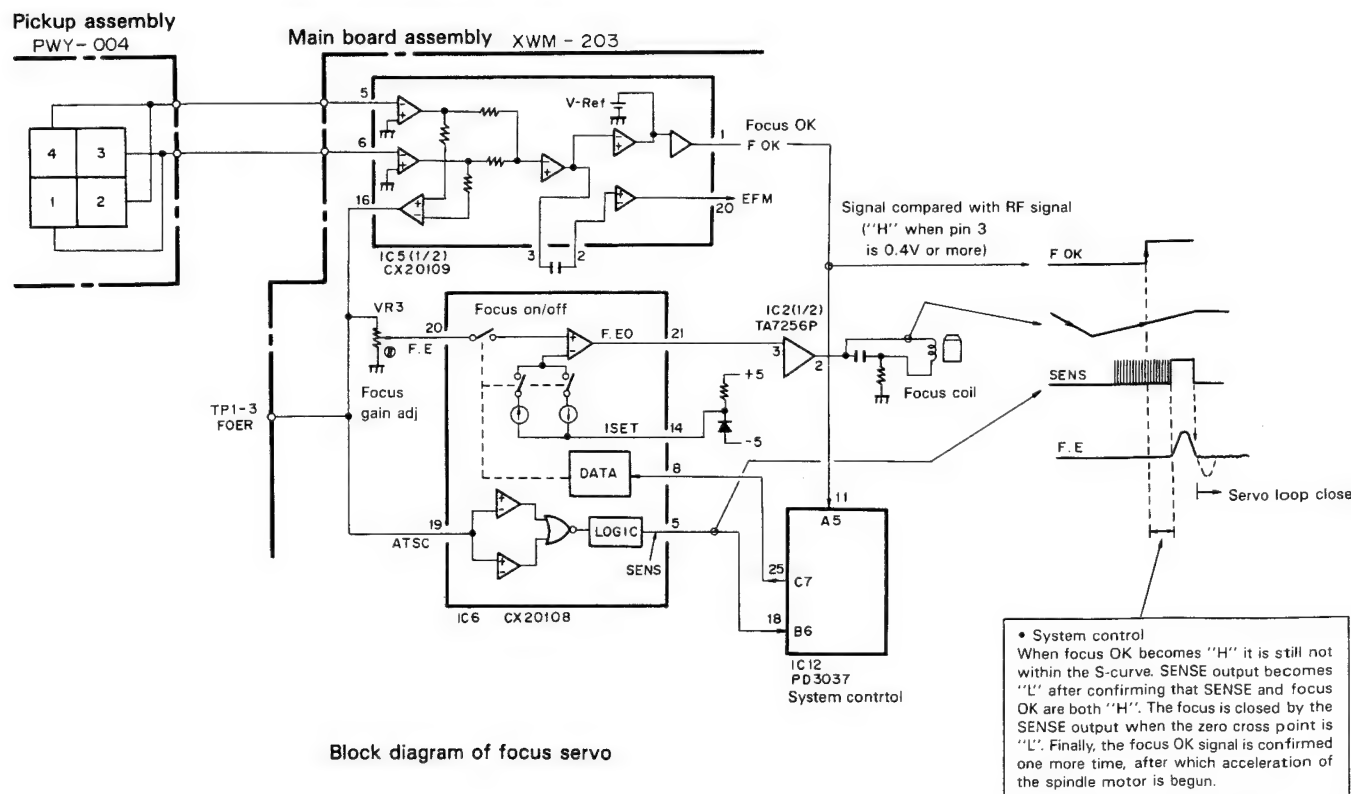 Pickup assembly
PWY-004
Main board assembly XWM-203
5
V-Ref
1
Focus OK
F OK
4 3
1 2
6
16
EFM
20
3 2
IC5(1/2)
CX20109
Signal compared with RF signal
("H" when pin 3
is 0.4V or more)
F OK
VR3
Focus on/off
IC2(1/2)
TA7256P
20
F.E
F.EO
21
3
2
Focus
gain adj
+5
Focus coil
SENS
TP1-3
FOER
ISET
14
-5
F.E
DATA
8
Servo loop close
11
A5
19
ATSC
LOGIC
5
SENS
25
C7
18
B6
IC6 CX20108
IC12
PD3037
System contrtol
• System control
When focus OK becomes "H" it is still not
within the S-curve. SENSE output becomes
"L" after confirming that SENSE and focus
OK are both "H". The focus is closed by the
SENSE output when the zero cross point is
"L". Finally, the focus OK signal is confirmed
one more time, after which acceleration of
the spindle motor is begun.
Block diagram of focus servo